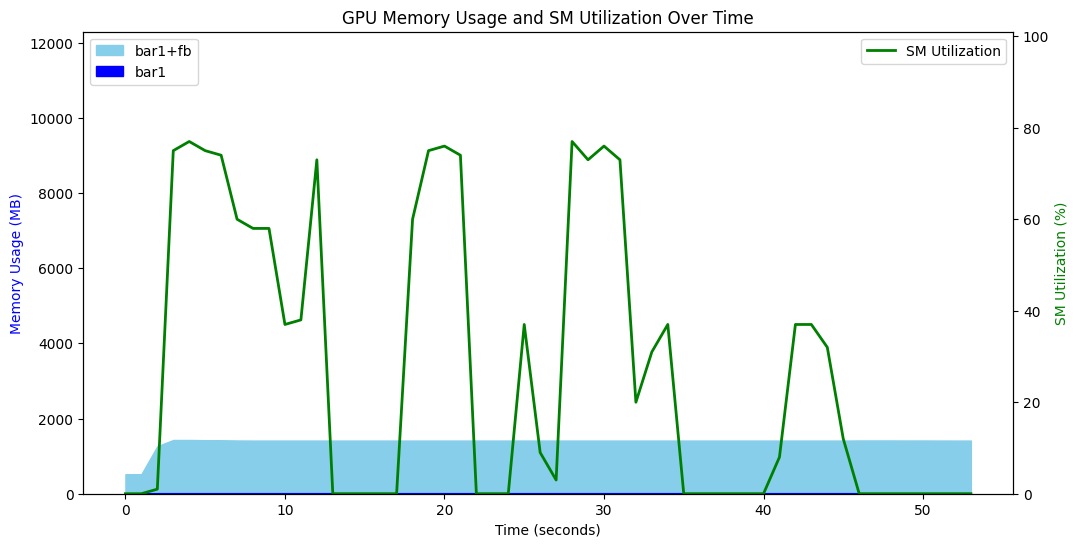 GPU Memory Usage and SM Utilization Over Time
bar1+fb
bar1
SM Utilization
Memory Usage (MB)
12000
10000
8000
6000
4000
2000
0
SM Utilization (%)
100
80
60
40
20
0
0 10 20 30 40 50
Time (seconds)